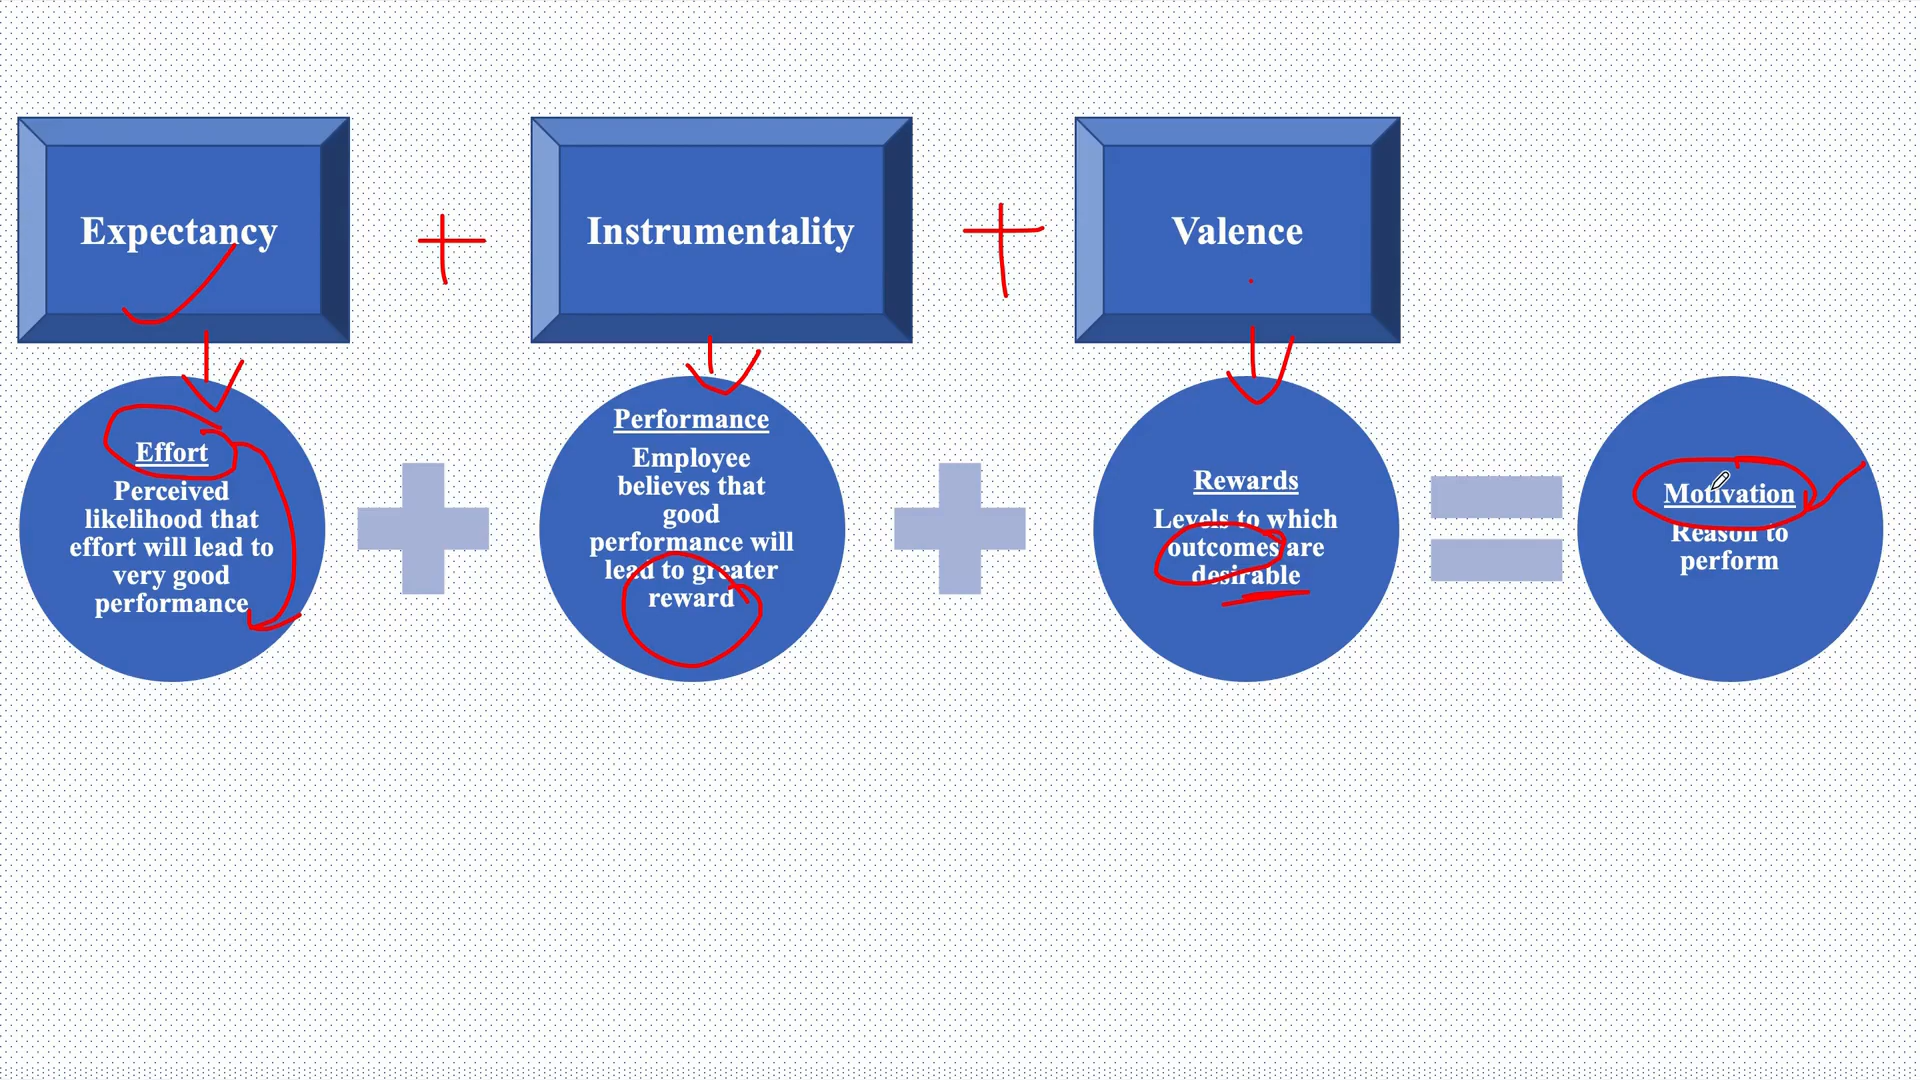 Expectancy
+
Instrumentality
+
Valence
Effort
Perceived
likelihood that
effort will lead to
very good
performance
Performance
Employee
believes that
good
performance will
lead to greater
reward
Rewards
Levels to which
outcomes are
desirable
Motivation
Reason to
perform